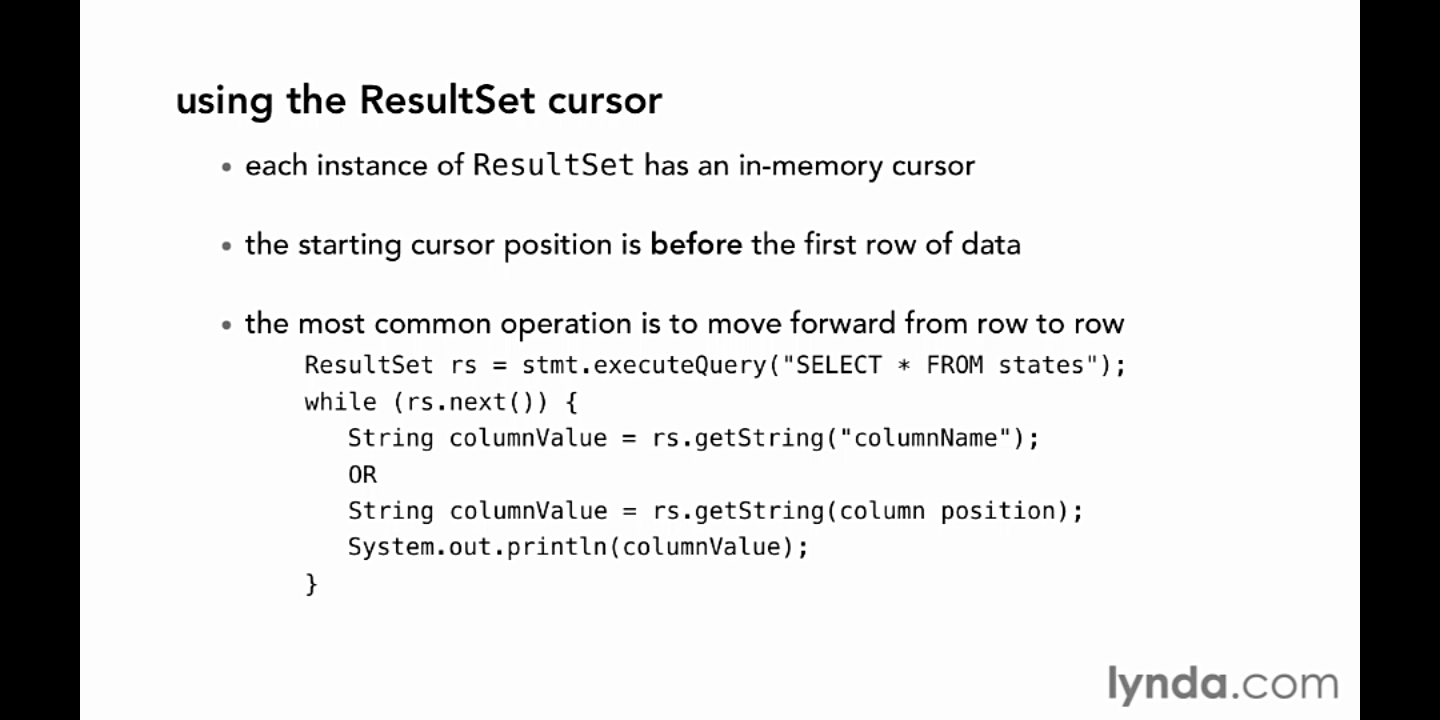 using the ResultSet cursor
• each instance of ResultSet has an in-memory cursor
• the starting cursor position is before the first row of data
• the most common operation is to move forward from row to row
ResultSet rs = stmt.executeQuery("SELECT * FROM states");
while (rs.next()) {
String columnValue = rs.getString("columnName");
OR
String columnValue = rs.getString(column position);
System.out.println(columnValue);
}
lynda.com